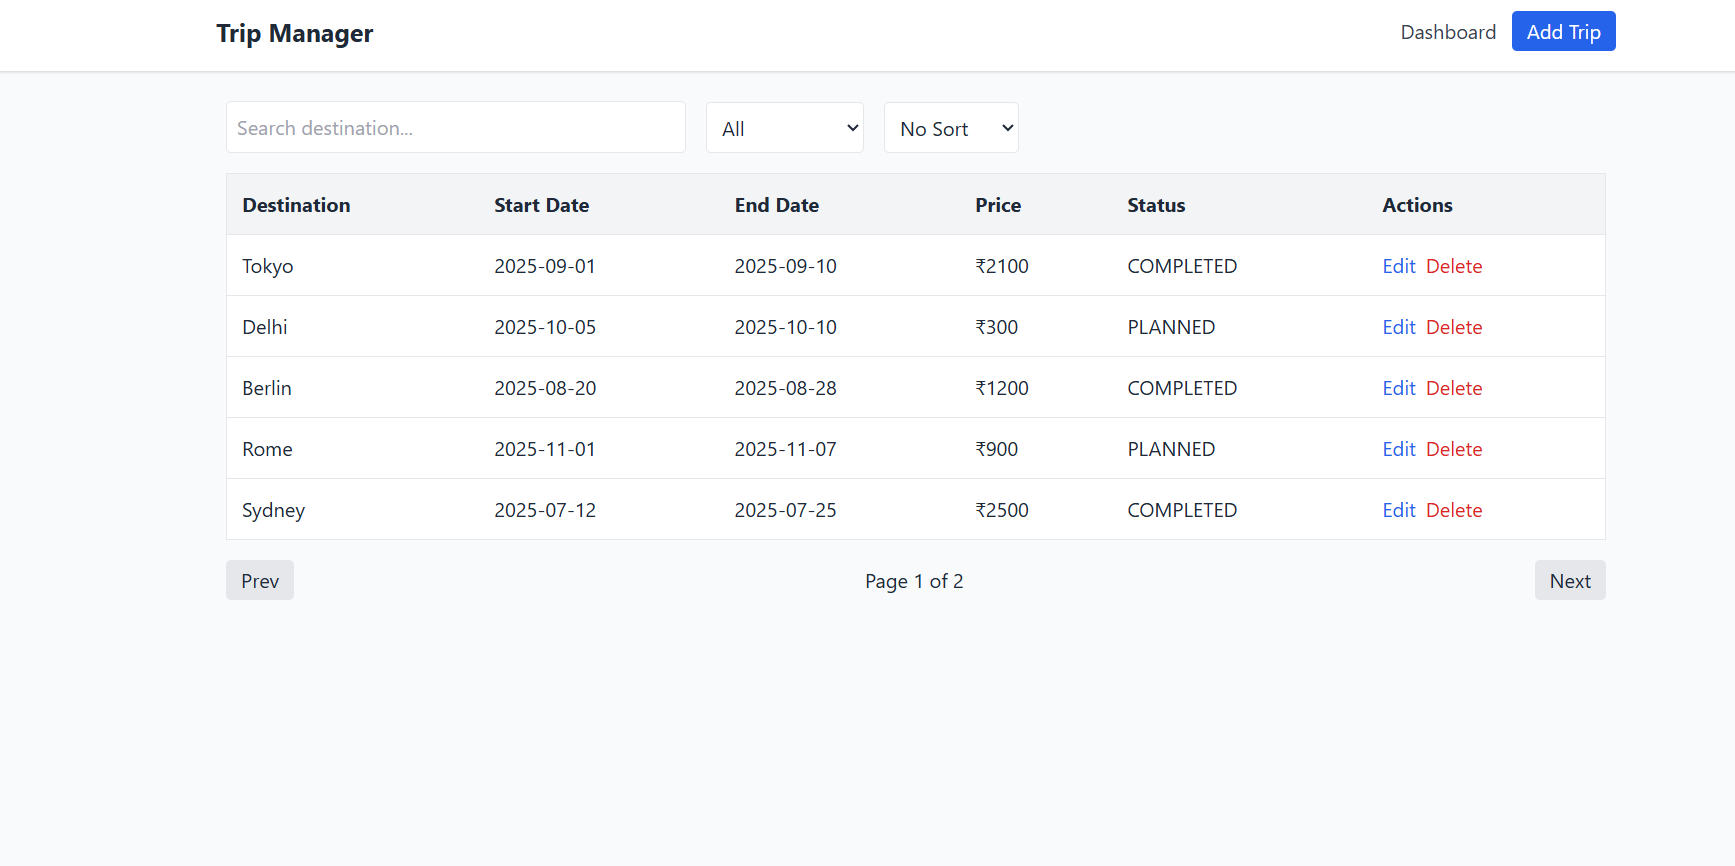 Trip Manager Dashboard Add Trip
Search destination... All No Sort
Destination Start Date End Date Price Status Actions
Tokyo 2025-09-01 2025-09-10 ₹2100 COMPLETED Edit Delete
Delhi 2025-10-05 2025-10-10 ₹300 PLANNED Edit Delete
Berlin 2025-08-20 2025-08-28 ₹1200 COMPLETED Edit Delete
Rome 2025-11-01 2025-11-07 ₹900 PLANNED Edit Delete
Sydney 2025-07-12 2025-07-25 ₹2500 COMPLETED Edit Delete
Prev Page 1 of 2 Next